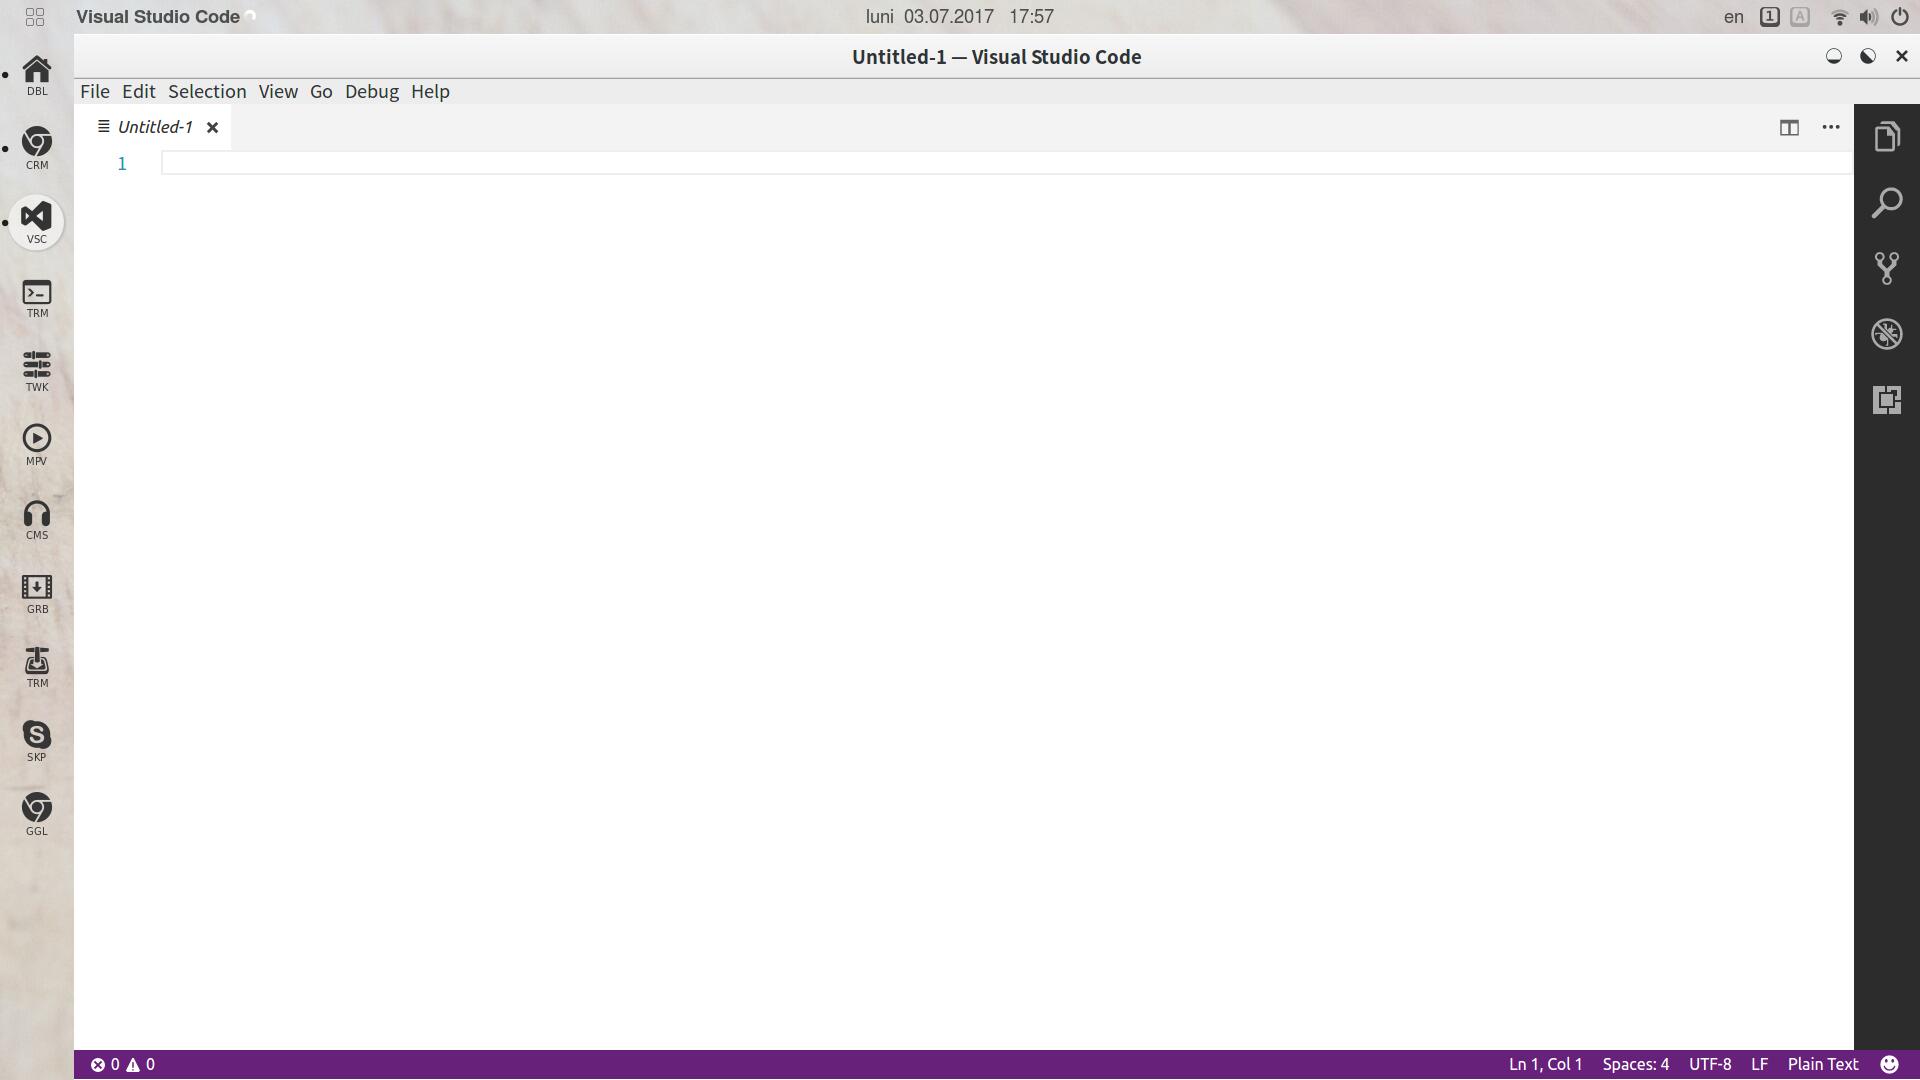 Visual Studio Code
luni 03.07.2017 17:57
en 1 A
Untitled-1 — Visual Studio Code
File Edit Selection View Go Debug Help
Untitled-1
1
DBL
CRM
VSC
TRM
TWK
MPV
CMS
GRB
TRM
SKP
GGL
0 0
Ln 1, Col 1 Spaces: 4 UTF-8 LF Plain Text